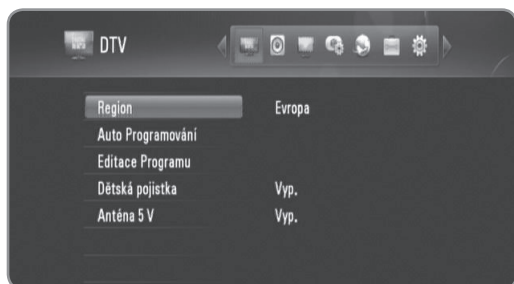 DTV
Region Evropa
Auto Programování
Editace Programu
Dětská pojistka Vyp.
Anténa 5 V Vyp.